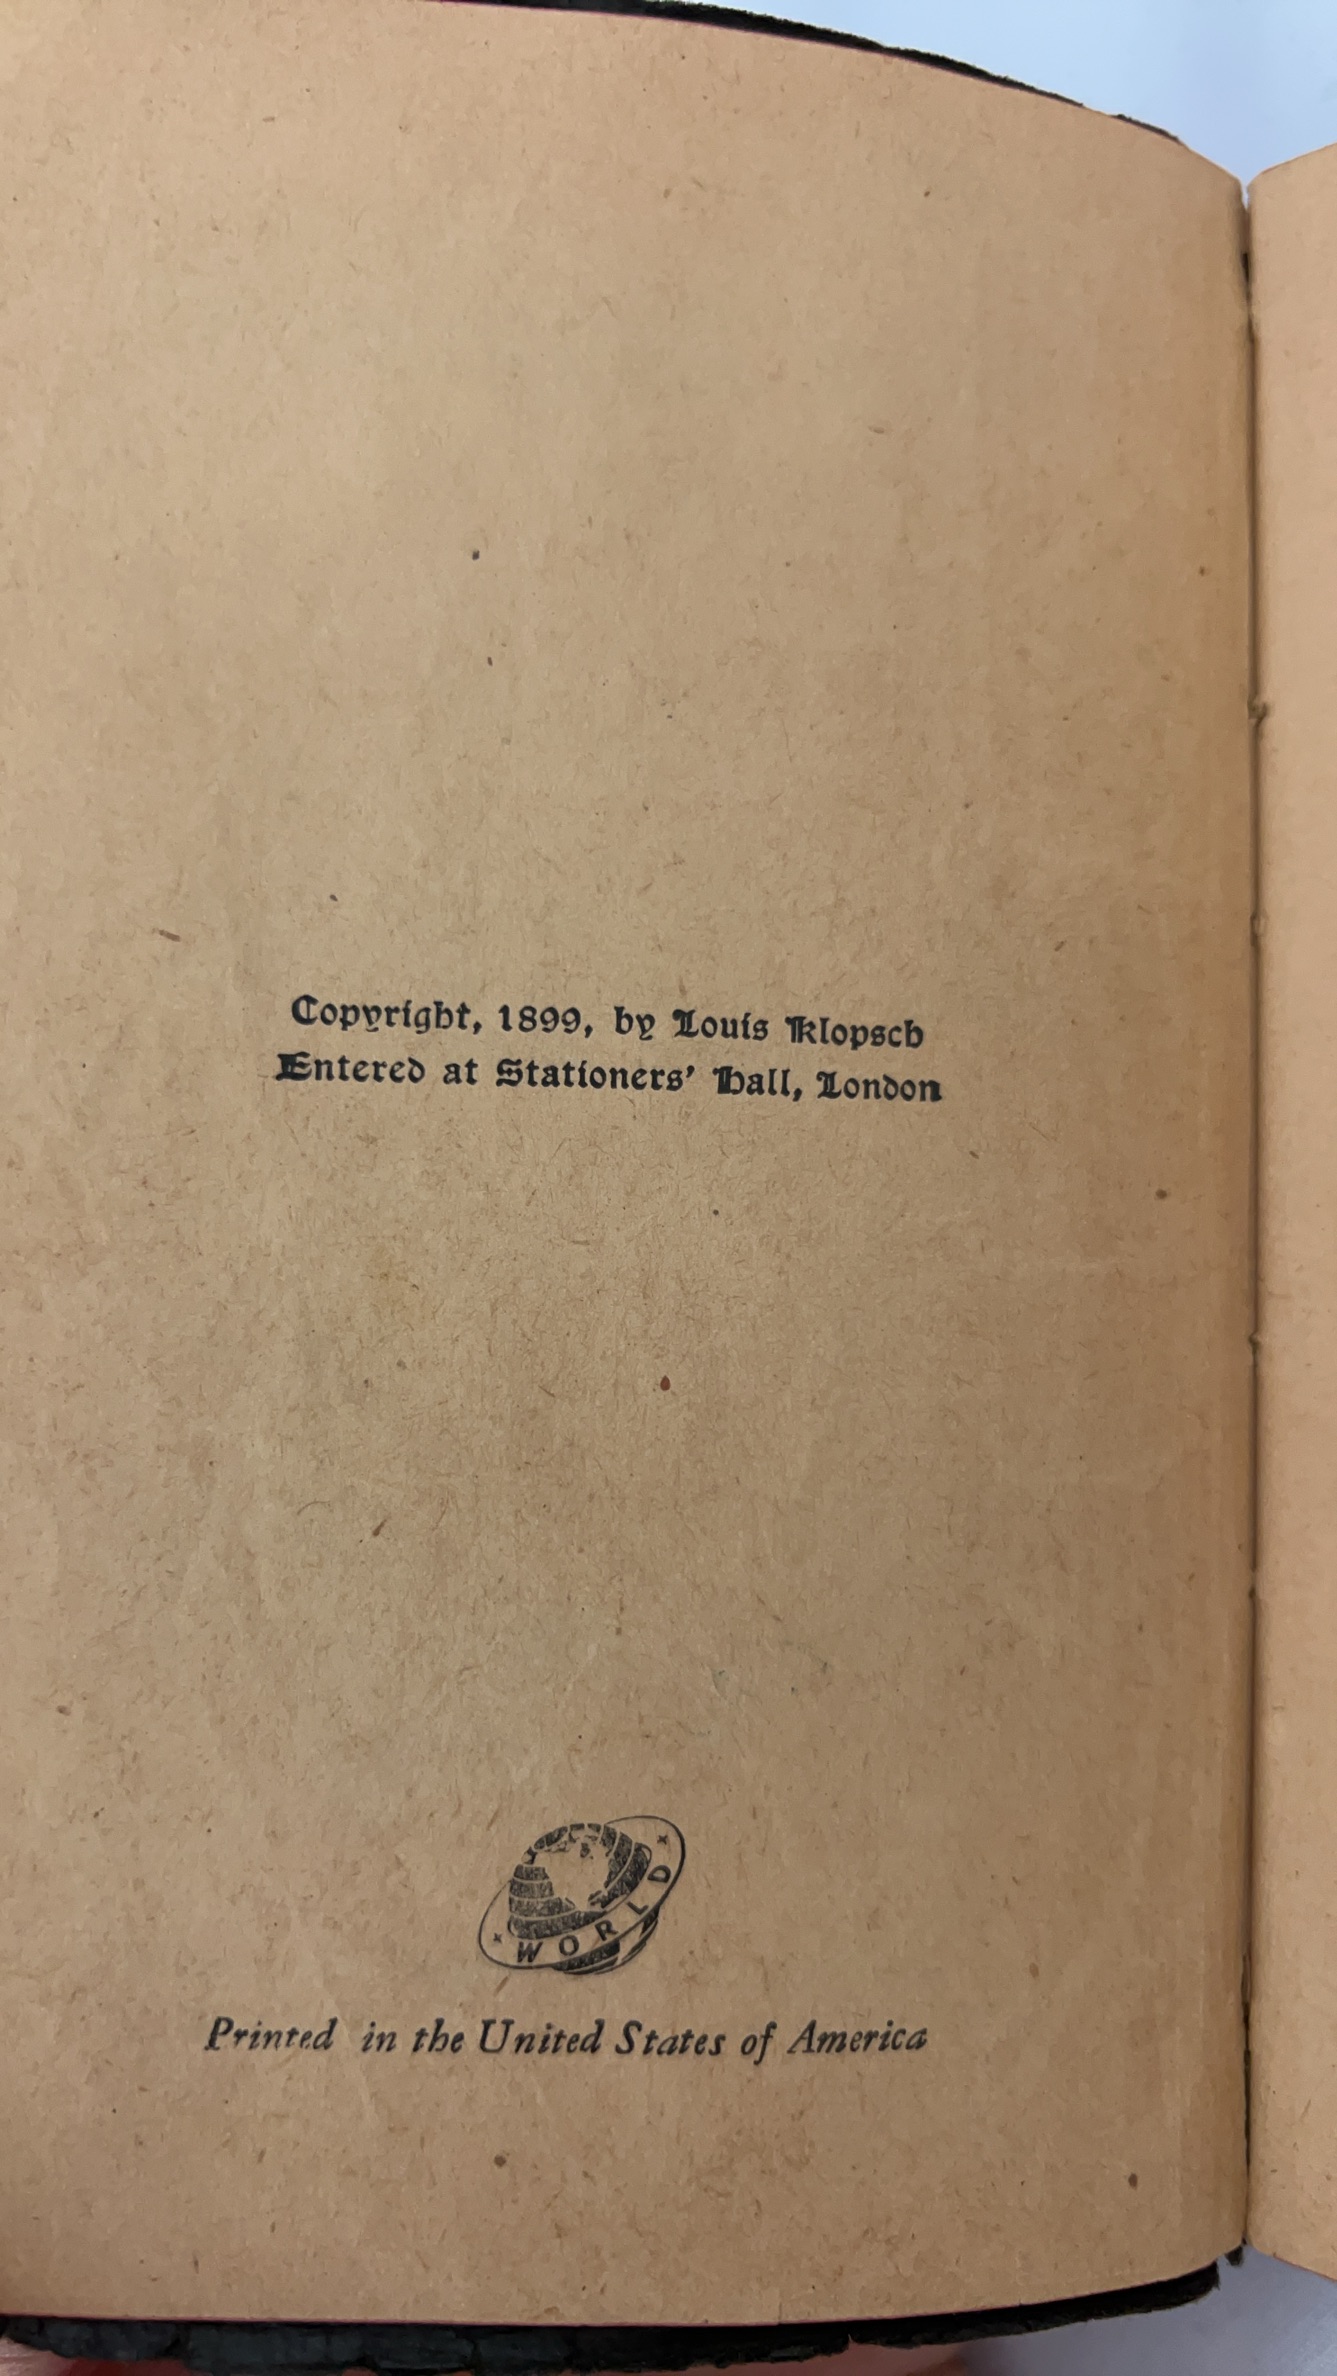 Copyright, 1899, by Louis Klopsch
Entered at Stationers' Hall, London
WORLD
Printed in the United States of America